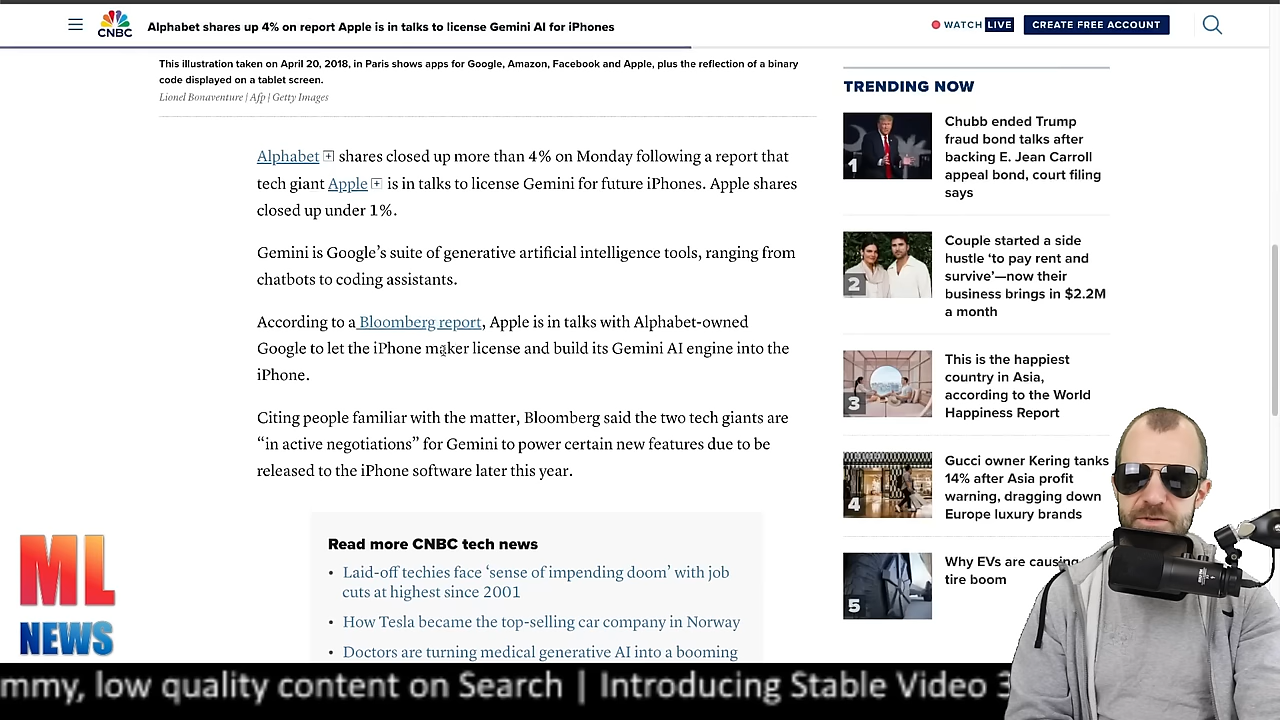 CNBC
Alphabet shares up 4% on report Apple is in talks to license Gemini AI for iPhones
WATCH LIVE
CREATE FREE ACCOUNT
This illustration taken on April 20, 2018, in Paris shows apps for Google, Amazon, Facebook and Apple, plus the reflection of a binary
code displayed on a tablet screen.
Lionel Bonaventure | Afp | Getty Images
Alphabet shares closed up more than 4% on Monday following a report that
tech giant Apple is in talks to license Gemini for future iPhones. Apple shares
closed up under 1%.
Gemini is Google’s suite of generative artificial intelligence tools, ranging from
chatbots to coding assistants.
According to a Bloomberg report, Apple is in talks with Alphabet-owned
Google to let the iPhone maker license and build its Gemini AI engine into the
iPhone.
Citing people familiar with the matter, Bloomberg said the two tech giants are
“in active negotiations” for Gemini to power certain new features due to be
released to the iPhone software later this year.
Read more CNBC tech news
• Laid-off techies face ‘sense of impending doom’ with job
cuts at highest since 2001
• How Tesla became the top-selling car company in Norway
• Doctors are turning medical generative AI into a booming
TRENDING NOW
1
Chubb ended Trump
fraud bond talks after
backing E. Jean Carroll
appeal bond, court filing
says
2
Couple started a side
hustle ‘to pay rent and
survive’—now their
business brings in $2.2M
a month
3
This is the happiest
country in Asia,
according to the World
Happiness Report
4
Gucci owner Kering tanks
14% after Asia profit
warning, dragging down
Europe luxury brands
5
Why EVs are causing
tire boom
ML
NEWS
mmy, low quality content on Search | Introducing Stable Video 3